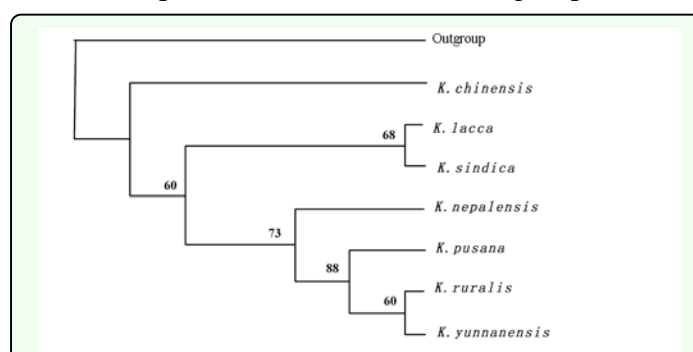 Outgroup
K. chinensis
68
K. lacca
K. sindica
60
K. nepalensis
73
K. pusana
88
K. ruralis
60
K. yunnanensis